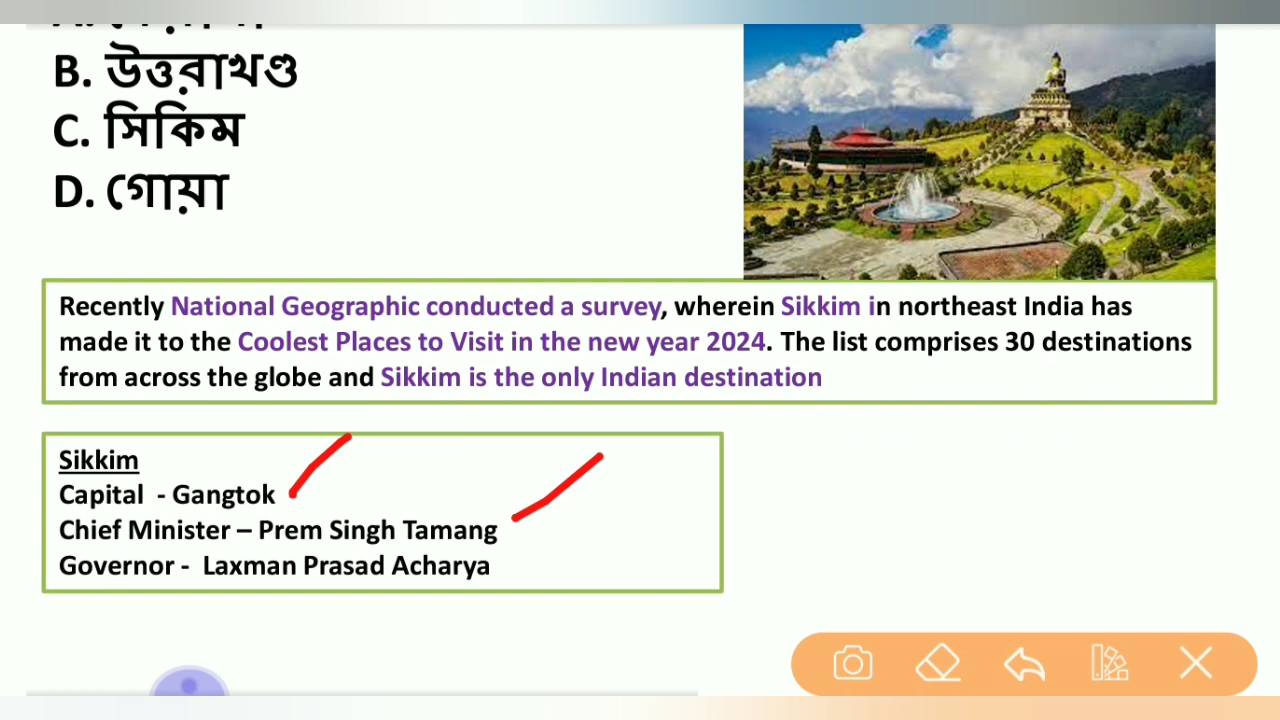 B. উত্তরাখণ্ড
C. সিকিম
D. গোয়া
Recently National Geographic conducted a survey, wherein Sikkim in northeast India has
made it to the Coolest Places to Visit in the new year 2024. The list comprises 30 destinations
from across the globe and Sikkim is the only Indian destination
Sikkim
Capital - Gangtok
Chief Minister – Prem Singh Tamang
Governor - Laxman Prasad Acharya